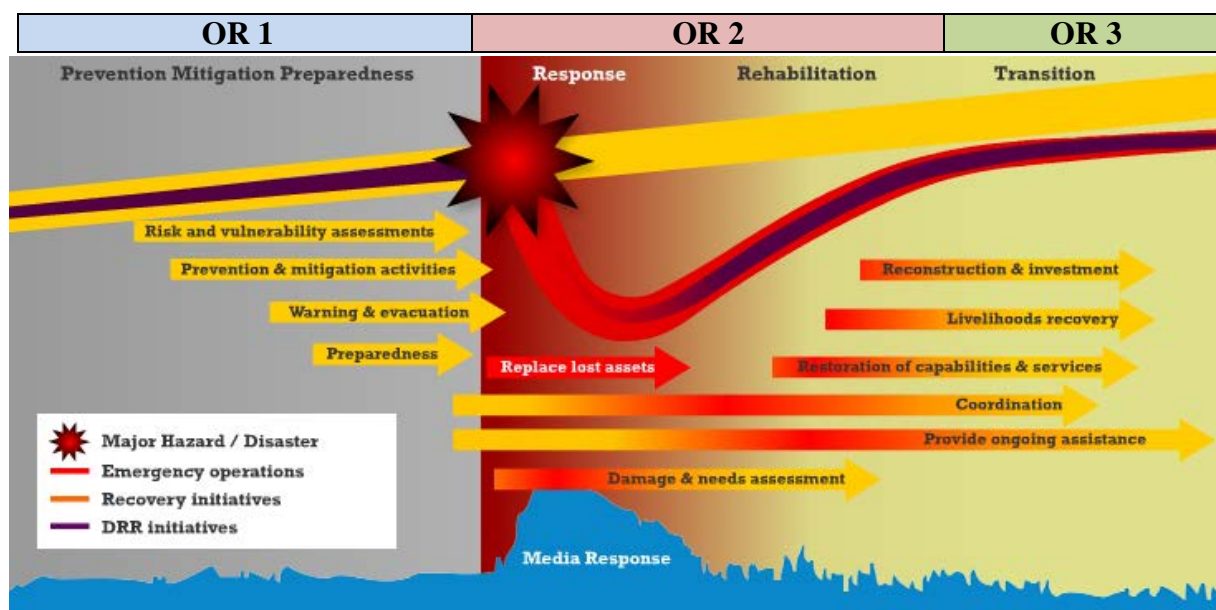 OR 1
OR 2
OR 3
Prevention Mitigation Preparedness
Response
Rehabilitation
Transition
Risk and vulnerability assessments
Prevention & mitigation activities
Reconstruction & investment
Warning & evacuation
Livelihoods recovery
Preparedness
Replace lost assets
Restoration of capabilities & services
Coordination
Provide ongoing assistance
Damage & needs assessment
Major Hazard / Disaster
Emergency operations
Recovery initiatives
DRR initiatives
Media Response